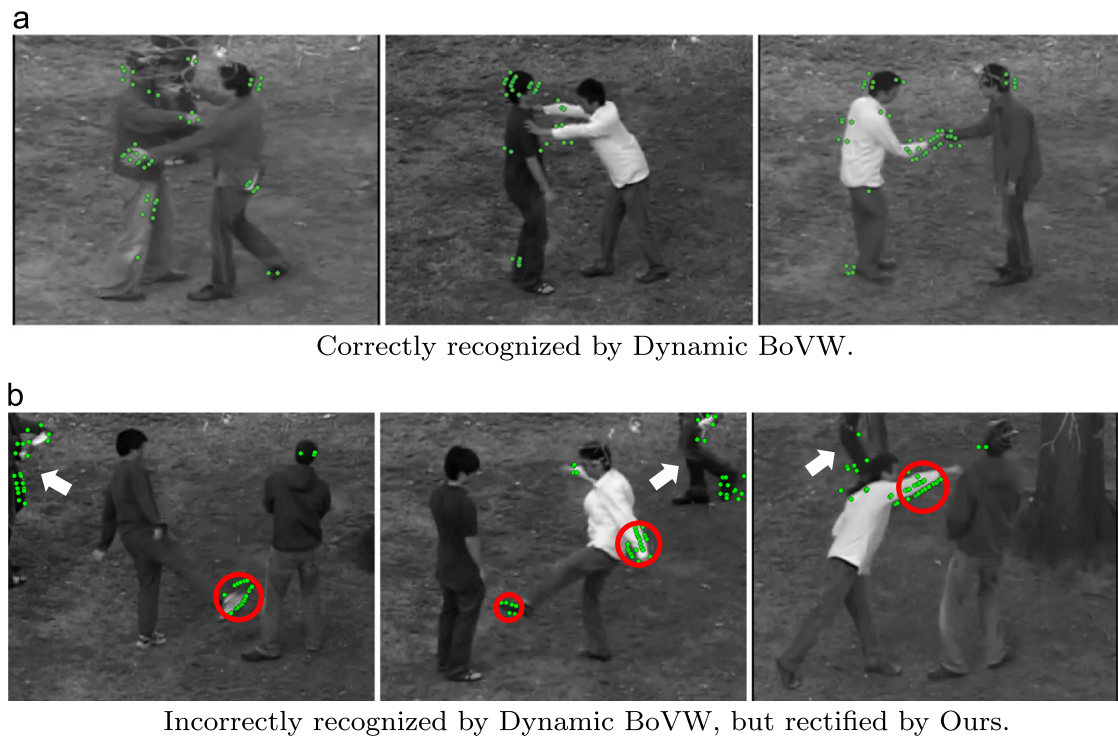 a
Correctly recognized by Dynamic BoVW.
b
Incorrectly recognized by Dynamic BoVW, but rectified by Ours.